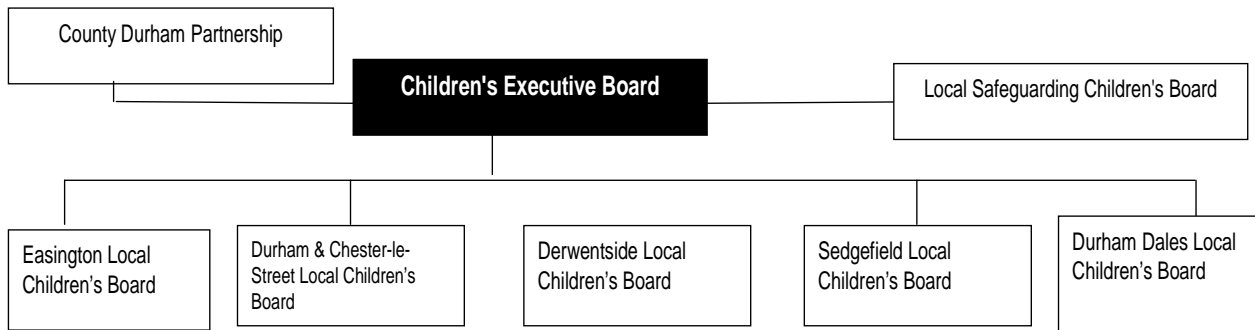 County Durham Partnership
Children's Executive Board
Local Safeguarding Children's Board
Easington Local
Children’s Board
Durham & Chester-le-
Street Local Children’s
Board
Derwentside Local
Children’s Board
Sedgefield Local
Children’s Board
Durham Dales Local
Children’s Board